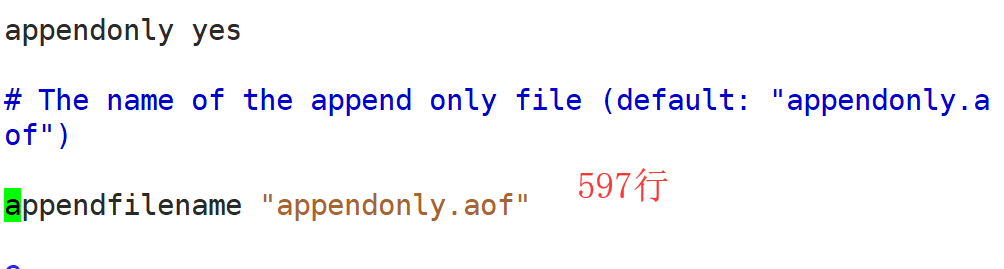 appendonly yes
# The name of the append only file (default: "appendonly.a
of")
597行
appendfilename "appendonly.aof"